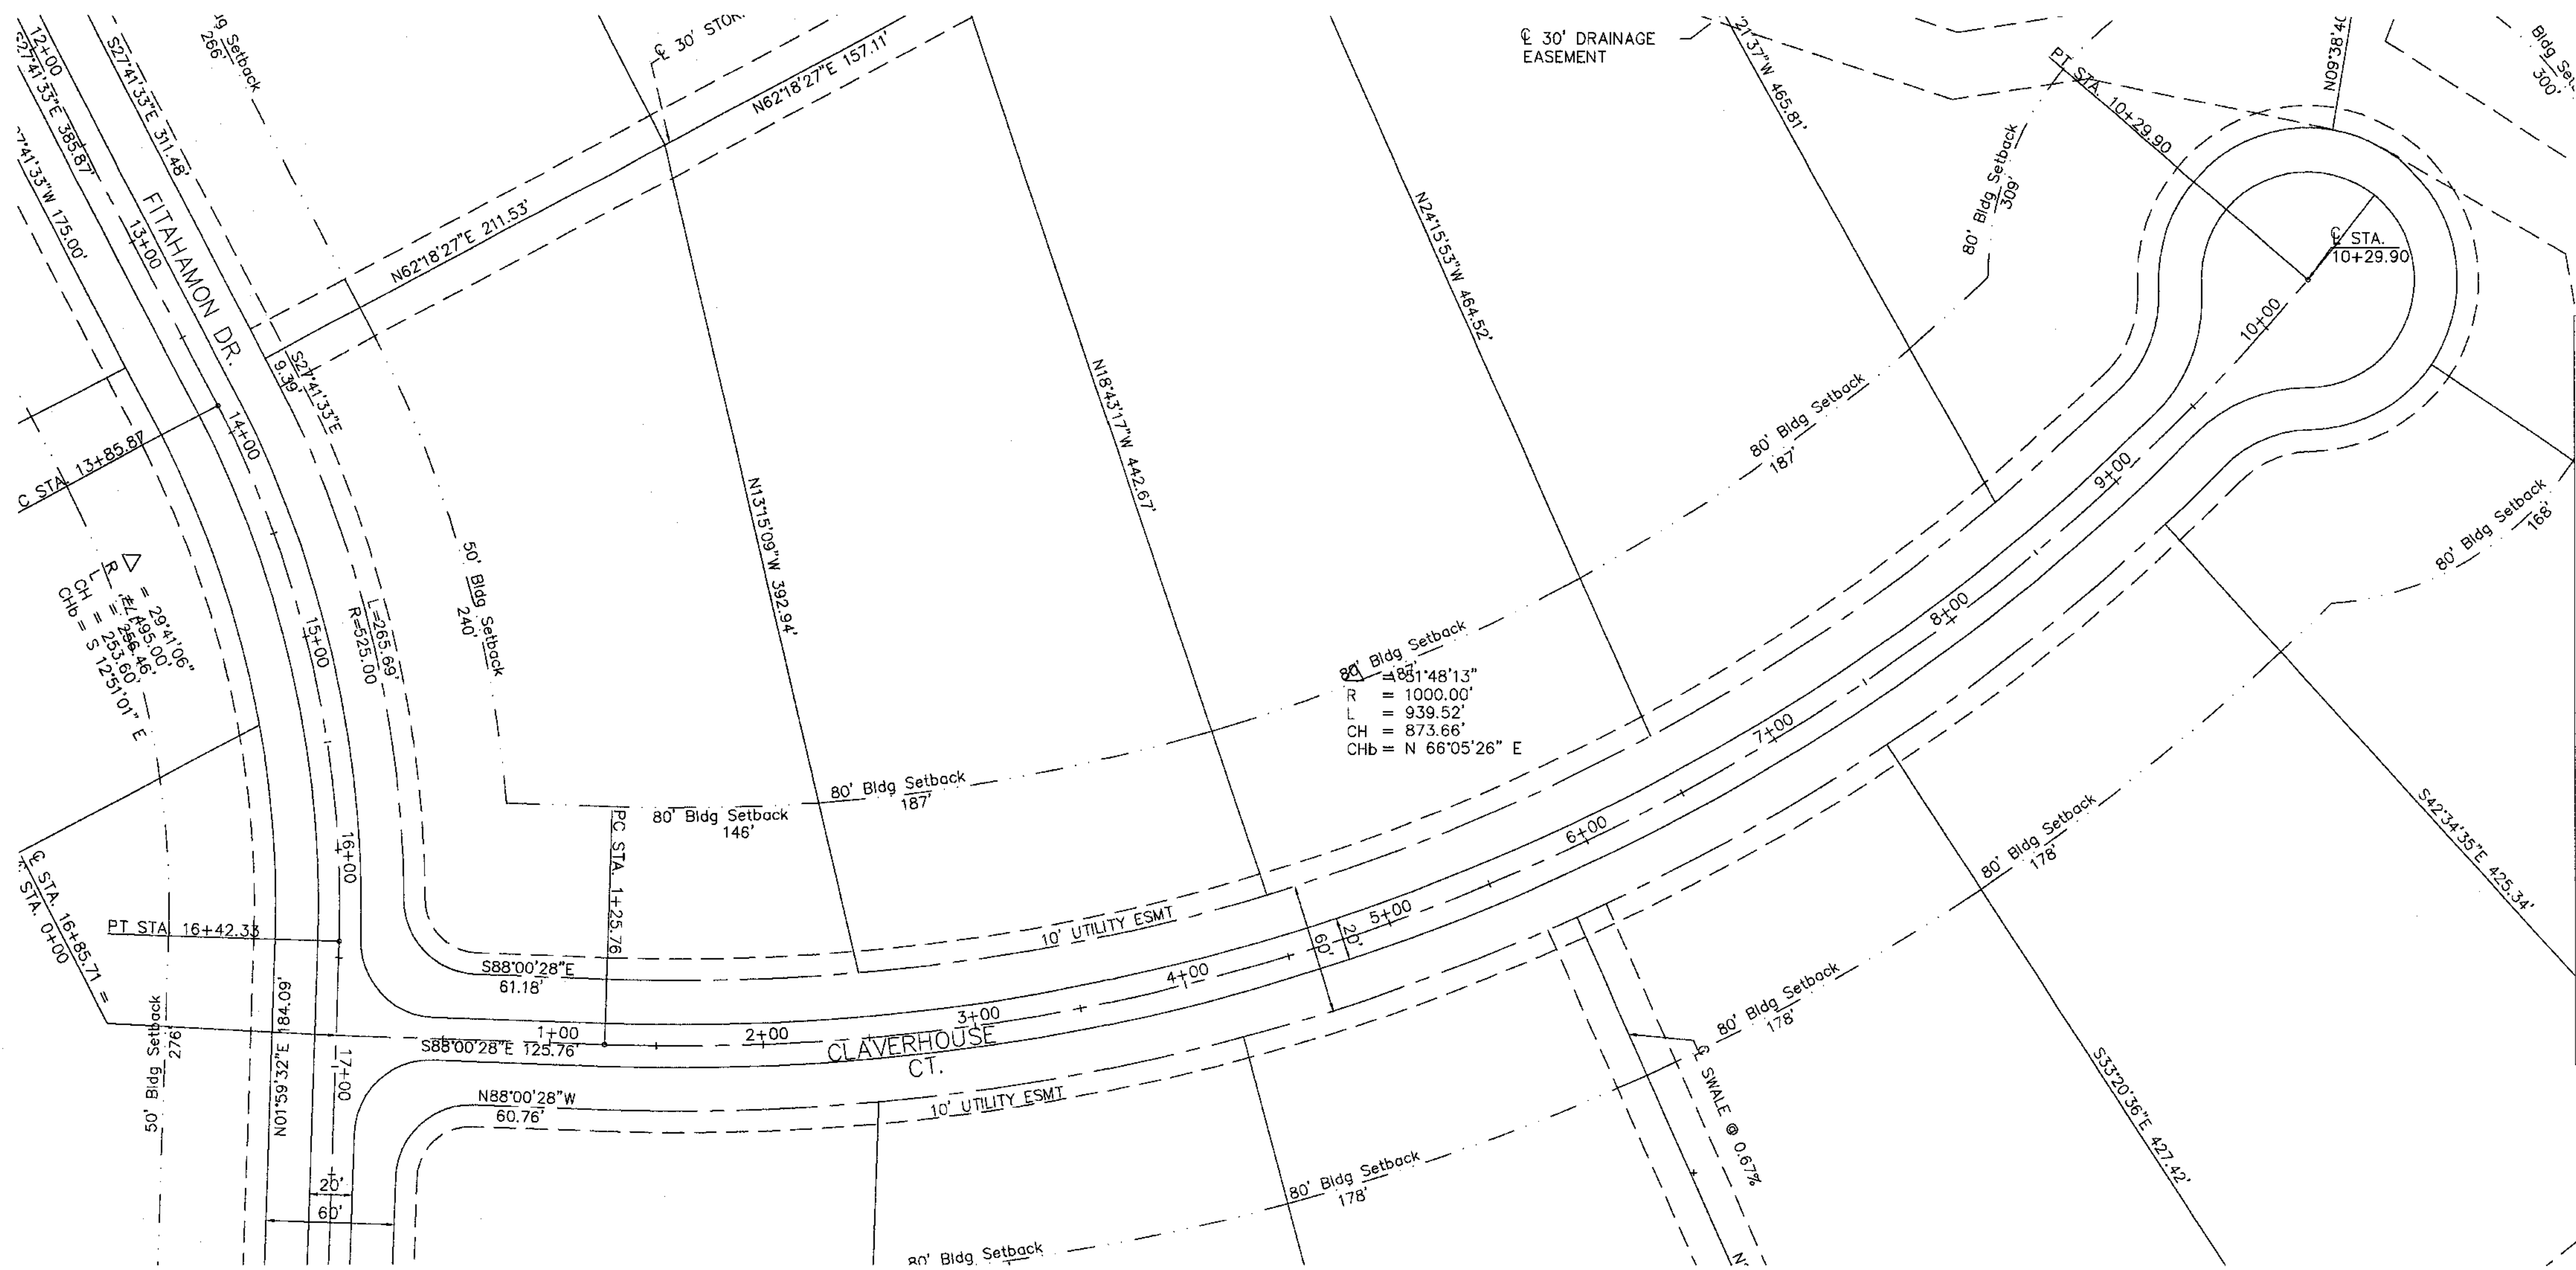 12+00
S27°41'33"E 385.87'
S27°41'33"E 311.48'
Setback
266'
℄ 30'
N62°18'27"E 157.11'
℄ 30' DRAINAGE
EASEMENT
21'37"W 465.81'
PT STA. 10+29.90
N09°38'40
Bldg
300'
7°41'33"W 175.00'
13+00
FITAHAMON DR.
N62°18'27"E 211.53'
80' Bldg Setback
309'
℄ STA.
10+29.90
10+00
S27°41'33"E
9.39'
N24°15'53"W 464.52'
N18°43'17"W 442.67'
80' Bldg Setback
187'
C STA. 13+85.87
14+00
N13°15'09"W 392.94'
9+00
80' Bldg Setback
168'
△ = 29°41'06"
R = 495.00'
L = 256.46'
CH = 253.60'
CHb = S 12°51'01" E
50' Bldg Setback
240'
L=265.69'
R=525.00
15+00
8+00
80' Bldg Setback
187'
△ = 51°48'13"
R = 1000.00'
L = 939.52'
CH = 873.66'
CHb = N 66°05'26" E
7+00
80' Bldg Setback
187'
80' Bldg Setback
146'
PC STA. 1+25.76
16+00
6+00
80' Bldg Setback
178'
S42°34'35"E 425.34'
℄ STA. 16+85.71 =
STA. 0+00
PT STA 16+42.33
10' UTILITY ESMT
5+00
20'
60'
S88°00'28"E
61.18'
4+00
3+00
2+00
1+00
S88°00'28"E 125.76'
CLAVERHOUSE
CT.
50' Bldg Setback
276'
N01°59'32"E 184.09'
17+00
80' Bldg Setback
178'
℄ SWALE @ 0.67%
S33°20'36"E 427.42'
N88°00'28"W
60.76'
10' UTILITY ESMT
20'
60'
80' Bldg Setback
178'
80' Bldg Setback